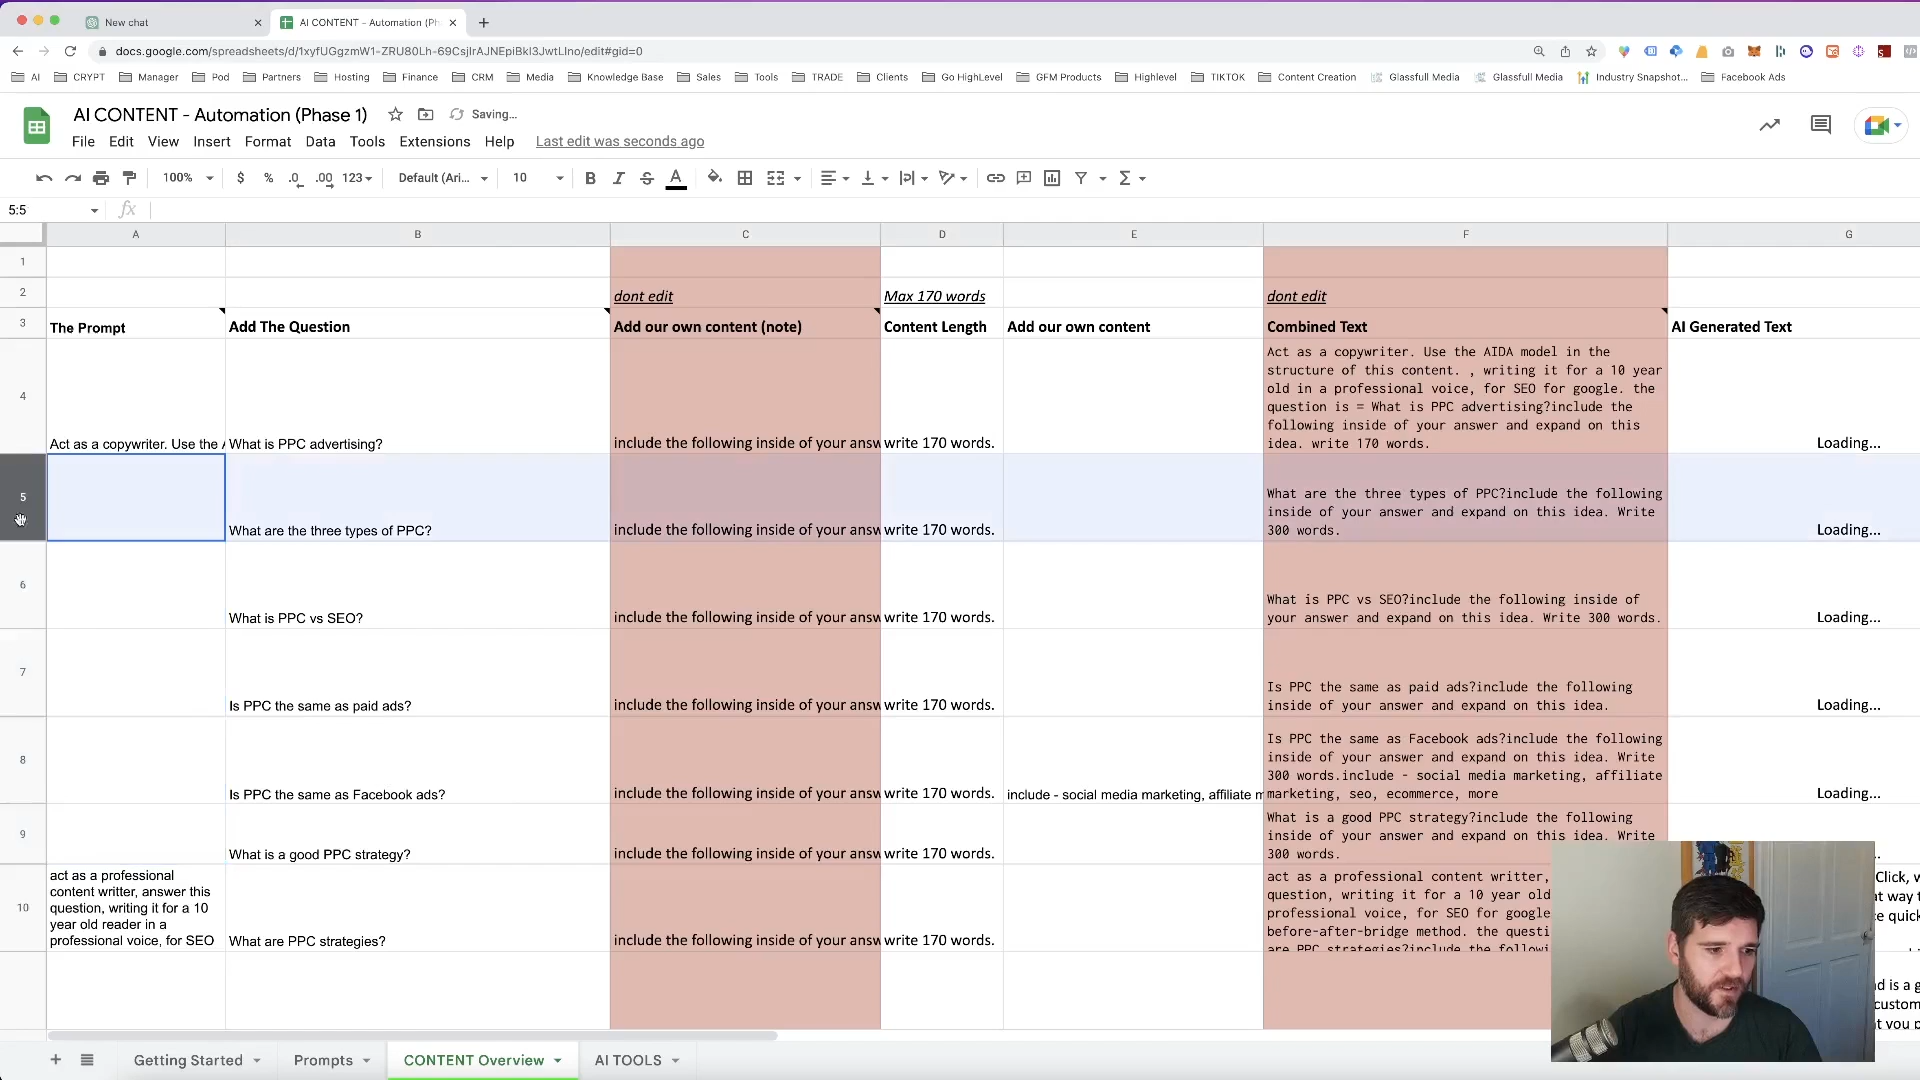 New chat
AI CONTENT - Automation (Ph
docs.google.com/spreadsheets/d/1xyfUGgzmW1-ZRU80Lh-69CsjIrAJNEpiBkI3JwtLIno/edit#gid=0
AI CRYPT Manager Pod Partners Hosting Finance CRM Media Knowledge Base Sales Tools TRADE Clients Go HighLevel GFM Products Highlevel TIKTOK Content Creation Glassfull Media Glassfull Media Industry Snapshot... Facebook Ads
AI CONTENT - Automation (Phase 1) Saving...
File Edit View Insert Format Data Tools Extensions Help Last edit was seconds ago
100% $ % .0 .00 123 Default (Ari... 10 B I S A
5:5 fx
A B C D E F G
1
2 dont edit Max 170 words dont edit
3 The Prompt Add The Question Add our own content (note) Content Length Add our own content Combined Text AI Generated Text
Act as a copywriter. Use the AIDA model in the
structure of this content. , writing it for a 10 year
4 old in a professional voice, for SEO for google. the
question is = What is PPC advertising?include the
following inside of your answer and expand on this
Act as a copywriter. Use the What is PPC advertising? include the following inside of your answ write 170 words. idea. write 170 words. Loading...
5 What are the three types of PPC?include the following
inside of your answer and expand on this idea. Write
What are the three types of PPC? include the following inside of your answ write 170 words. 300 words. Loading...
6
What is PPC vs SEO?include the following inside of
What is PPC vs SEO? include the following inside of your answ write 170 words. your answer and expand on this idea. Write 300 words. Loading...
7
Is PPC the same as paid ads?include the following
Is PPC the same as paid ads? include the following inside of your answ write 170 words. inside of your answer and expand on this idea. Loading...
Is PPC the same as Facebook ads?include the following
8 inside of your answer and expand on this idea. Write
300 words.include - social media marketing, affiliate
Is PPC the same as Facebook ads? include the following inside of your answ write 170 words. include - social media marketing, affiliate m marketing, seo, ecommerce, more Loading...
What is a good PPC strategy?include the following
9 inside of your answer and expand on this idea. Write
What is a good PPC strategy? include the following inside of your answ write 170 words. 300 words.
act as a professional act as a professional content writter, Click, w
content writter, answer this question, writing it for a 10 year old
10 question, writing it for a 10 professional voice, for SEO for google
year old reader in a before-after-bridge method. the questi
professional voice, for SEO What are PPC strategies? include the following inside of your answ write 170 words. are PPC strategies?include the followi
Getting Started Prompts CONTENT Overview AI TOOLS